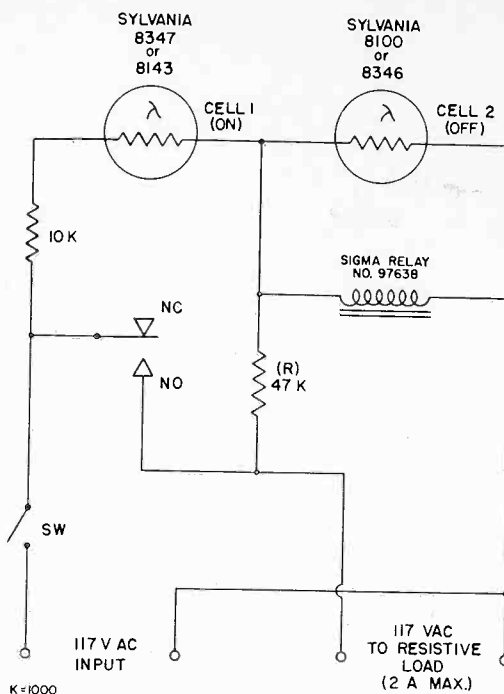 SYLVANIA
8347
or
8143
SYLVANIA
8100
or
8346
λ
CELL 1
(ON)
λ
CELL 2
(OFF)
10 K
SIGMA RELAY
NO. 97638
NC
NO
(R)
47 K
SW
117 V AC
INPUT
117 VAC
TO RESISTIVE
LOAD
(2 A MAX.)
K=1000